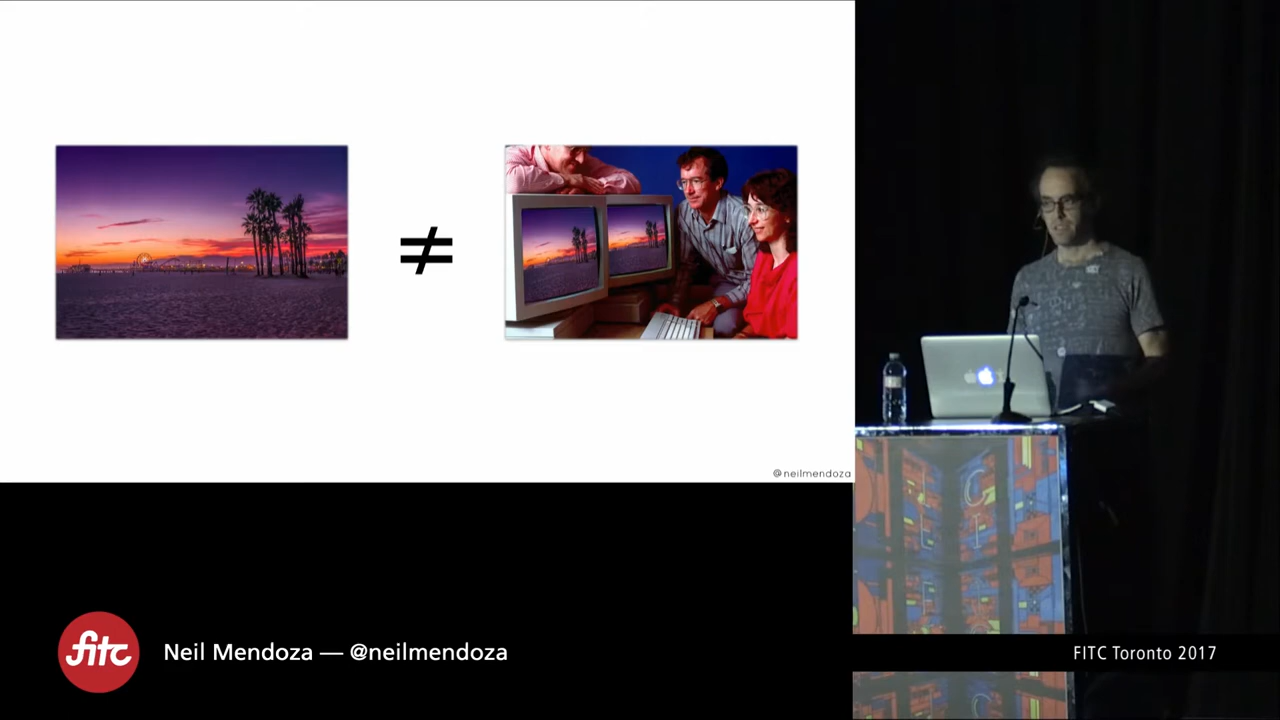 ≠
@neilmendoza
fitc
Neil Mendoza — @neilmendoza
FITC Toronto 2017